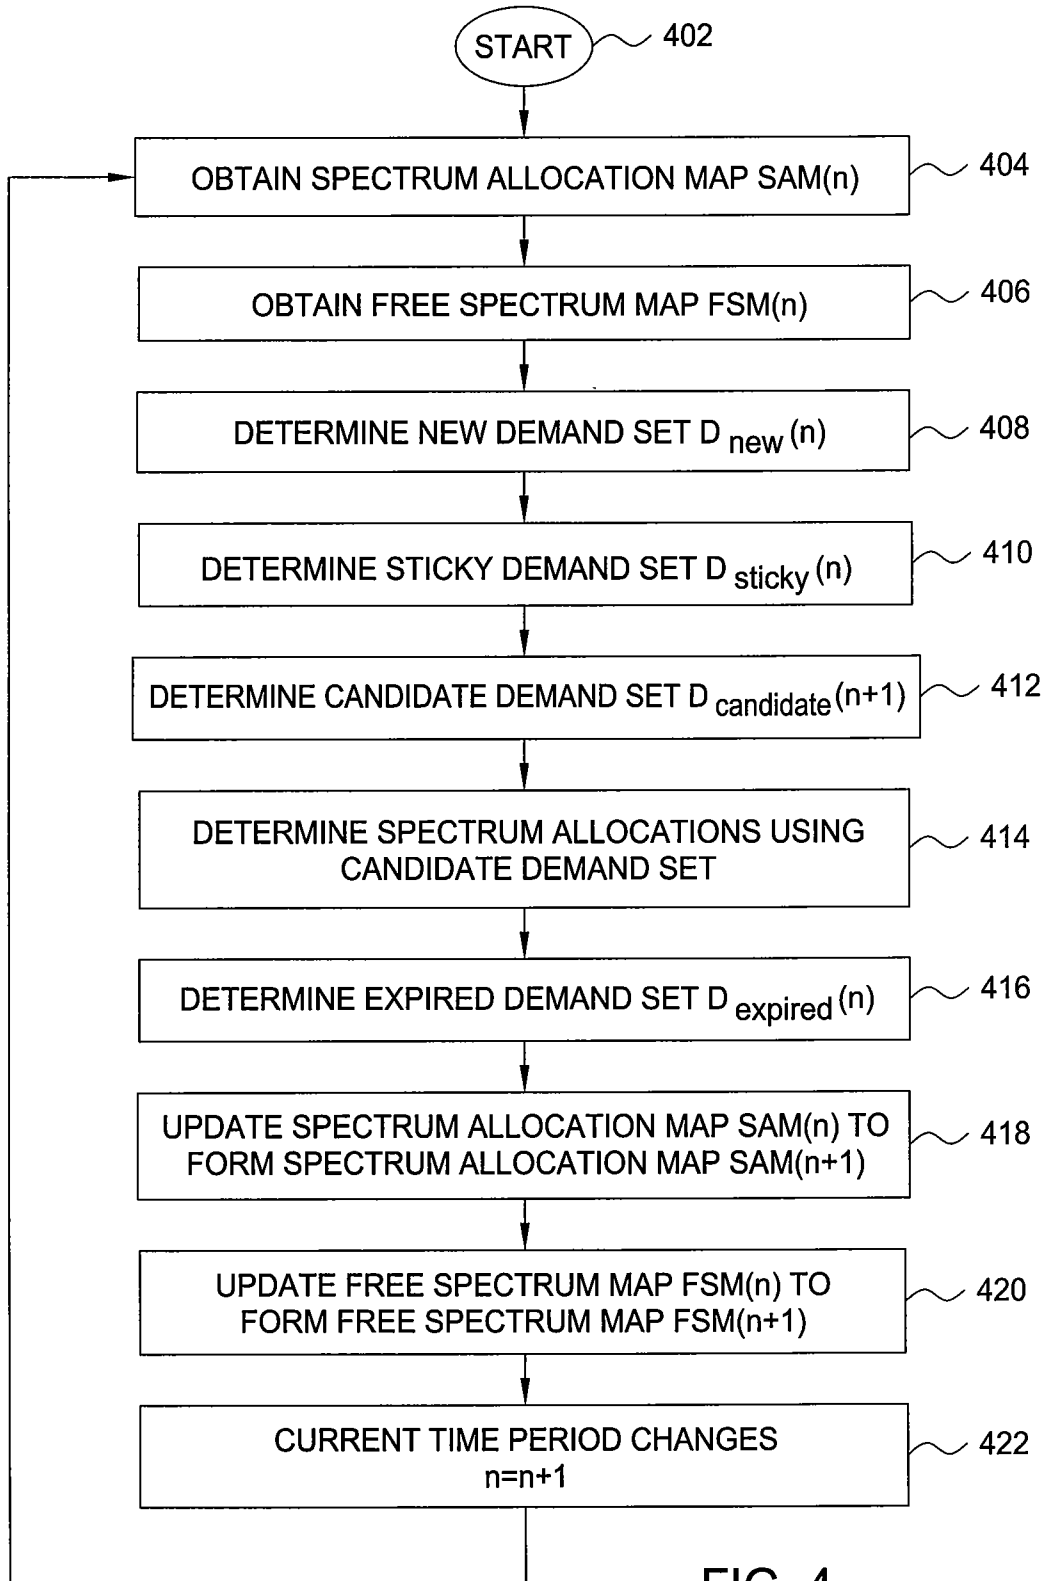 START
402
OBTAIN SPECTRUM ALLOCATION MAP SAM(n)
404
OBTAIN FREE SPECTRUM MAP FSM(n)
406
DETERMINE NEW DEMAND SET D new (n)
408
DETERMINE STICKY DEMAND SET D sticky (n)
410
DETERMINE CANDIDATE DEMAND SET D candidate (n+1)
412
DETERMINE SPECTRUM ALLOCATIONS USING
CANDIDATE DEMAND SET
414
DETERMINE EXPIRED DEMAND SET D expired (n)
416
UPDATE SPECTRUM ALLOCATION MAP SAM(n) TO
FORM SPECTRUM ALLOCATION MAP SAM(n+1)
418
UPDATE FREE SPECTRUM MAP FSM(n) TO
FORM FREE SPECTRUM MAP FSM(n+1)
420
CURRENT TIME PERIOD CHANGES
n=n+1
422
FIG. 4